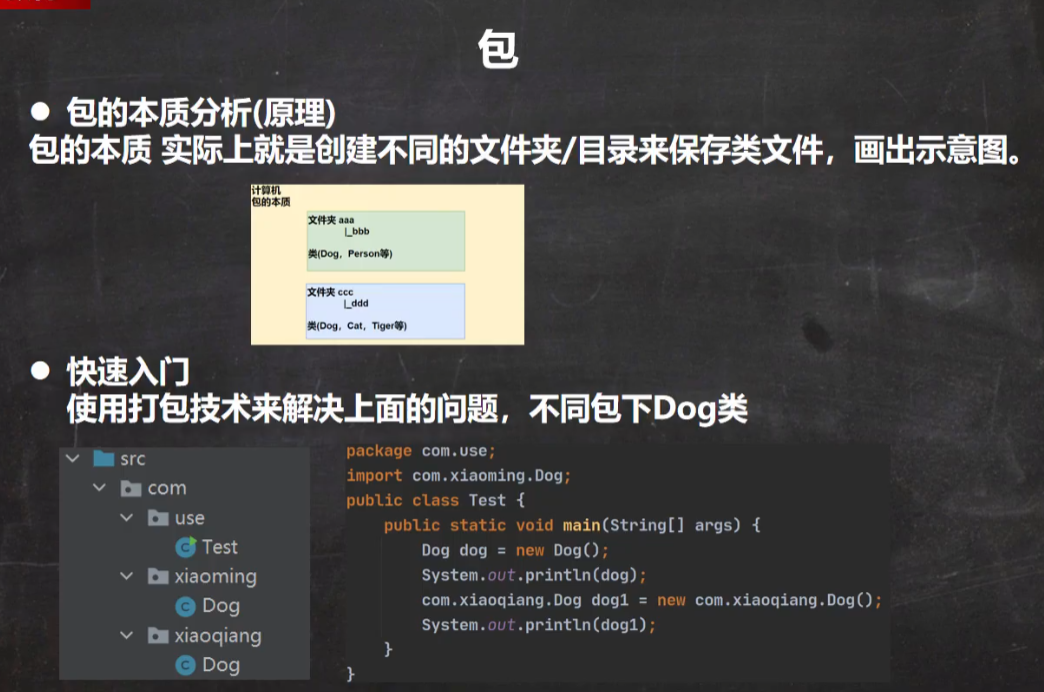 包
● 包的本质分析(原理)
包的本质 实际上就是创建不同的文件夹/目录来保存类文件，画出示意图。
计算机
包的本质
文件夹 aaa
|_bbb
类(Dog，Person等)
文件夹 ccc
|_ddd
类(Dog，Cat，Tiger等)
● 快速入门
使用打包技术来解决上面的问题，不同包下Dog类
src
com
use
Test
xiaoming
Dog
xiaoqiang
Dog
package com.use;
import com.xiaoming.Dog;
public class Test {
public static void main(String[] args) {
Dog dog = new Dog();
System.out.println(dog);
com.xiaoqiang.Dog dog1 = new com.xiaoqiang.Dog();
System.out.println(dog1);
}
}